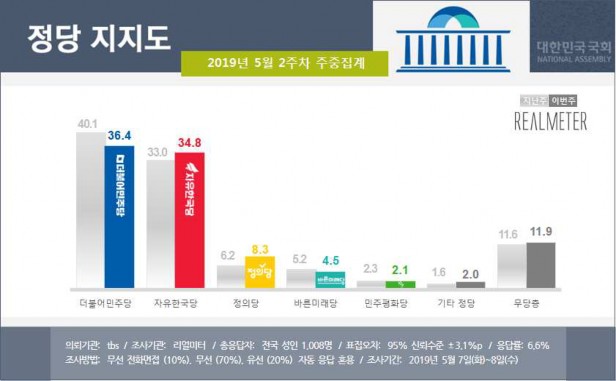 정당 지지도
2019년 5월 2주차 주중집계
대한민국국회
NATIONAL ASSEMBLY
지난주 이번주
REALMETER
40.1 36.4 33.0 34.8 6.2 8.3 5.2 4.5 2.3 2.1 1.6 2.0 11.6 11.9
더불어민주당 자유한국당 정의당 바른미래당
더불어민주당 자유한국당 정의당 바른미래당 민주평화당 기타 정당 무당층
의뢰기관: tbs / 조사기관: 리얼미터 / 총응답자: 전국 성인 1,008명 / 표집오차: 95% 신뢰수준 ±3.1%p / 응답률: 6.6%
조사방법: 무선 전화면접 (10%), 무선 (70%), 유선 (20%) 자동 응답 혼용 / 조사기간: 2019년 5월 7일(화)~8일(수)